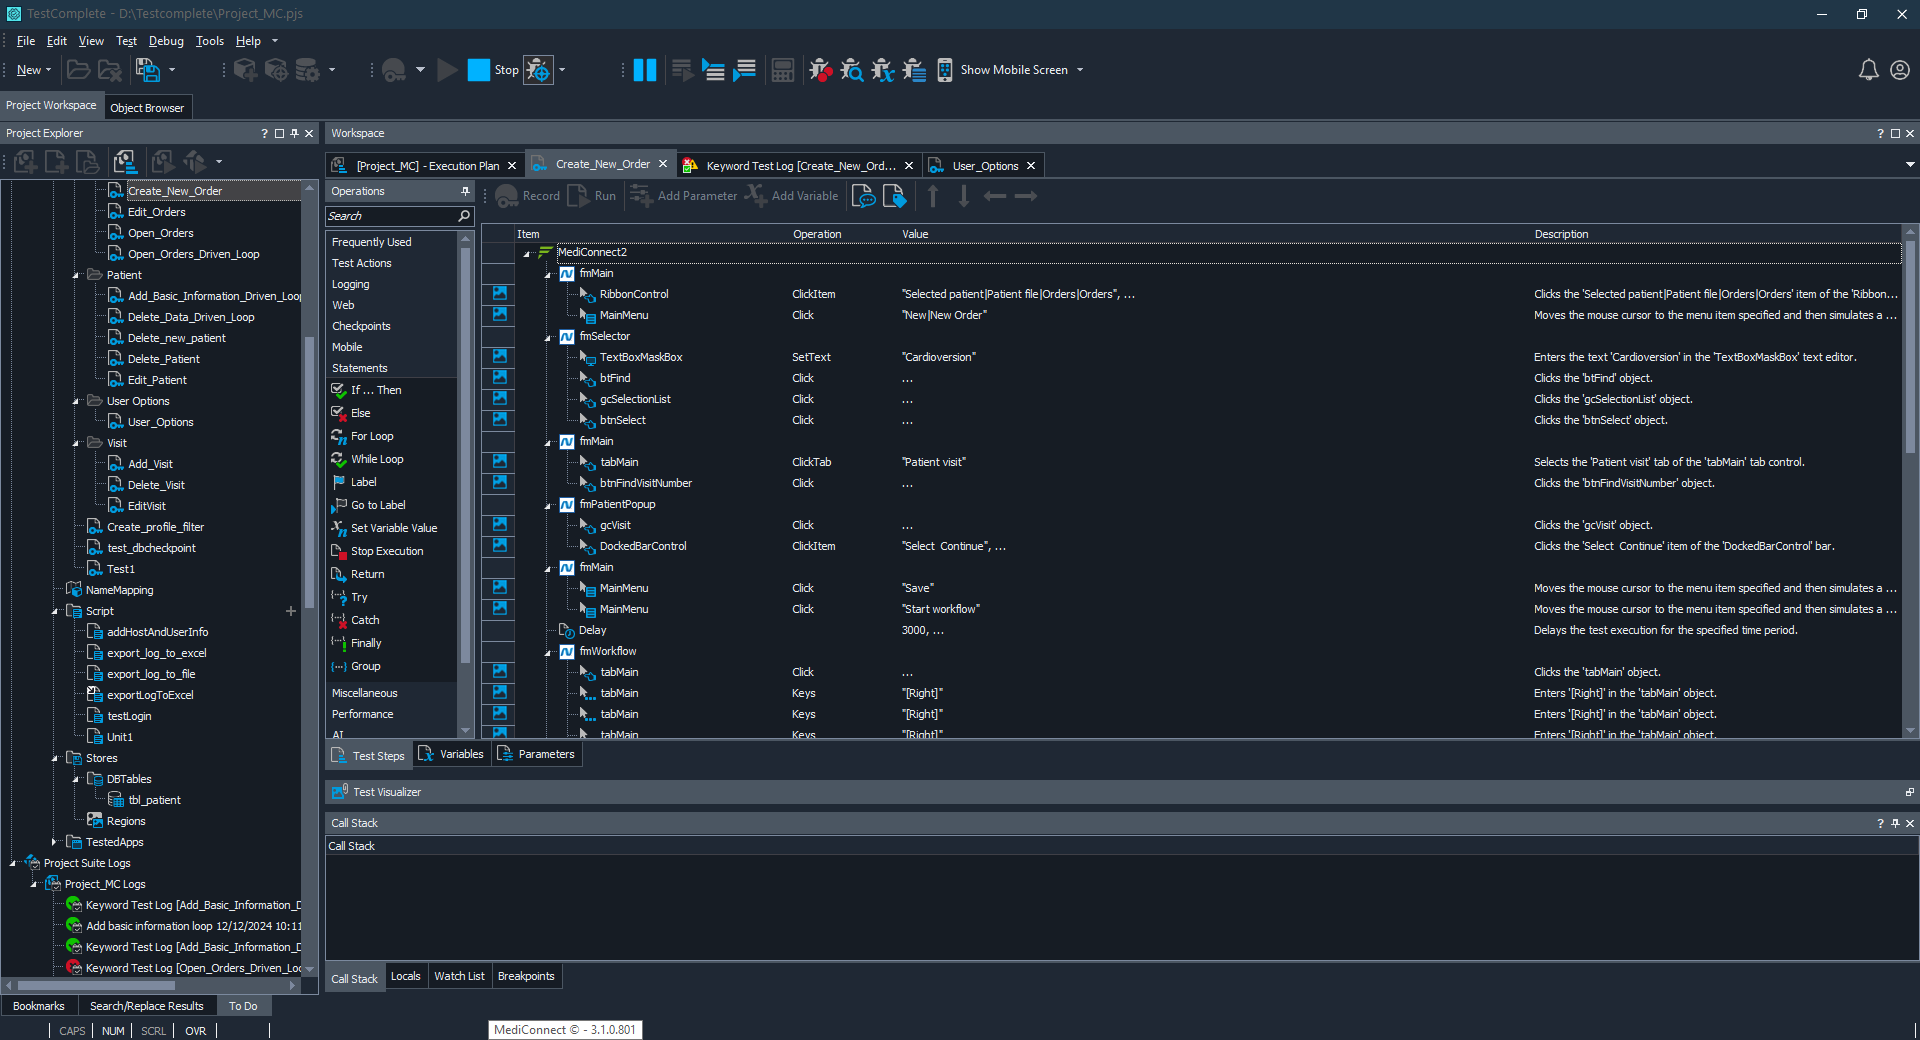 TestComplete - D:\Testcomplete\Project_MC.pjs
File Edit View Test Debug Tools Help
New Stop Show Mobile Screen
Project Workspace Object Browser
Project Explorer ?
Create_New_Order
Edit_Orders
Open_Orders
Open_Orders_Driven_Loop
Patient
Add_Basic_Information_Driven_Loop
Delete_Data_Driven_Loop
Delete_new_patient
Delete_Patient
Edit_Patient
User Options
User_Options
Visit
Add_Visit
Delete_Visit
EditVisit
Create_profile_filter
test_dbcheckpoint
Test1
NameMapping
Script
addHostAndUserInfo
export_log_to_excel
export_log_to_file
exportLogToExcel
testLogin
Unit1
Stores
DBTables
tbl_patient
Regions
TestedApps
Project Suite Logs
Project_MC Logs
Keyword Test Log [Add_Basic_Information_D
Add basic information loop 12/12/2024 10:11
Keyword Test Log [Add_Basic_Information_D
Keyword Test Log [Open_Orders_Driven_Loo
Bookmarks Search/Replace Results To Do
CAPS NUM SCRL OVR
Workspace ?
[Project_MC] - Execution Plan Create_New_Order Keyword Test Log [Create_New_Ord... User_Options
Operations
Search
Frequently Used
Test Actions
Logging
Web
Checkpoints
Mobile
Statements
If ... Then
Else
For Loop
While Loop
Label
Go to Label
Set Variable Value
Stop Execution
Return
Try
Catch
Finally
Group
Miscellaneous
Performance
AI
Record Run Add Parameter Add Variable
Item Operation Value Description
MediConnect2
fmMain
RibbonControl ClickItem "Selected patient|Patient file|Orders|Orders", ... Clicks the 'Selected patient|Patient file|Orders|Orders' item of the 'Ribbon...
MainMenu Click "New|New Order" Moves the mouse cursor to the menu item specified and then simulates a ...
fmSelector
TextBoxMaskBox SetText "Cardioversion" Enters the text 'Cardioversion' in the 'TextBoxMaskBox' text editor.
btFind Click ... Clicks the 'btFind' object.
gcSelectionList Click ... Clicks the 'gcSelectionList' object.
btnSelect Click ... Clicks the 'btnSelect' object.
fmMain
tabMain ClickTab "Patient visit" Selects the 'Patient visit' tab of the 'tabMain' tab control.
btnFindVisitNumber Click ... Clicks the 'btnFindVisitNumber' object.
fmPatientPopup
gcVisit Click ... Clicks the 'gcVisit' object.
DockedBarControl ClickItem "Select  Continue", ... Clicks the 'Select  Continue' item of the 'DockedBarControl' bar.
fmMain
MainMenu Click "Save" Moves the mouse cursor to the menu item specified and then simulates a ...
MainMenu Click "Start workflow" Moves the mouse cursor to the menu item specified and then simulates a ...
Delay 3000, ... Delays the test execution for the specified time period.
fmWorkflow
tabMain Click ... Clicks the 'tabMain' object.
tabMain Keys "[Right]" Enters '[Right]' in the 'tabMain' object.
tabMain Keys "[Right]" Enters '[Right]' in the 'tabMain' object.
tabMain Keys "[Right]" Enters '[Right]' in the 'tabMain' object.
Test Steps Variables Parameters
Test Visualizer
Call Stack ?
Call Stack
Call Stack Locals Watch List Breakpoints
MediConnect © - 3.1.0.801